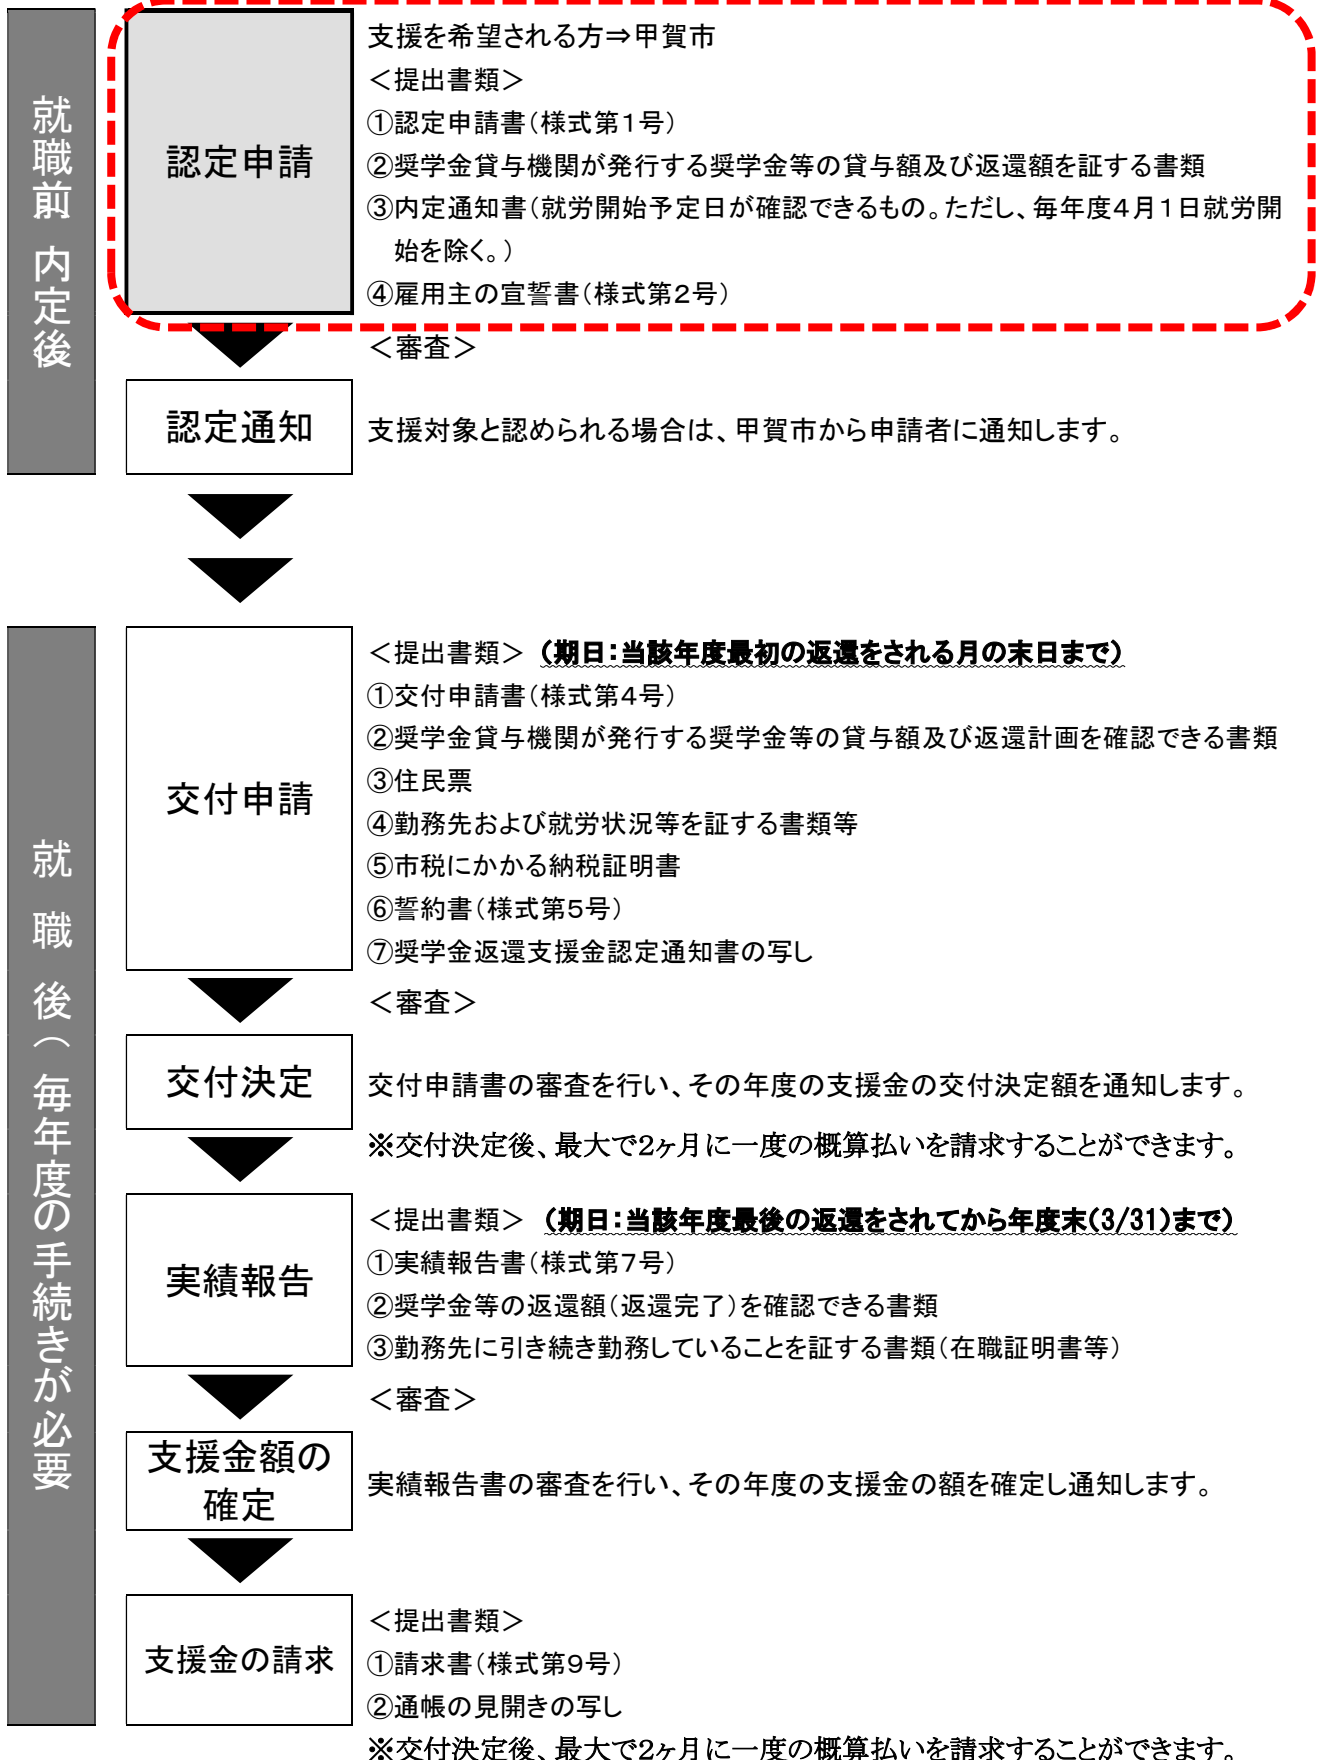 就職前 内定後
認定申請
支援を希望される方⇒甲賀市
＜提出書類＞
①認定申請書（様式第１号）
②奨学金貸与機関が発行する奨学金等の貸与額及び返還額を証する書類
③内定通知書（就労開始予定日が確認できるもの。ただし、毎年度４月１日就労開
始を除く。）
④雇用主の宣誓書（様式第２号）
＜審査＞
認定通知
支援対象と認められる場合は、甲賀市から申請者に通知します。
就職後（毎年度の手続きが必要
交付申請
＜提出書類＞ （期日：当該年度最初の返還をされる月の末日まで）
①交付申請書（様式第４号）
②奨学金貸与機関が発行する奨学金等の貸与額及び返還計画を確認できる書類
③住民票
④勤務先および就労状況等を証する書類等
⑤市税にかかる納税証明書
⑥誓約書（様式第５号）
⑦奨学金返還支援金認定通知書の写し
＜審査＞
交付決定
交付申請書の審査を行い、その年度の支援金の交付決定額を通知します。
※交付決定後、最大で2ヶ月に一度の概算払いを請求することができます。
実績報告
＜提出書類＞ （期日：当該年度最後の返還をされてから年度末（3/31）まで）
①実績報告書（様式第７号）
②奨学金等の返還額（返還完了）を確認できる書類
③勤務先に引き続き勤務していることを証する書類（在職証明書等）
＜審査＞
支援金額の
確定
実績報告書の審査を行い、その年度の支援金の額を確定し通知します。
支援金の請求
＜提出書類＞
①請求書（様式第９号）
②通帳の見開きの写し
※交付決定後、最大で2ヶ月に一度の概算払いを請求することができます。